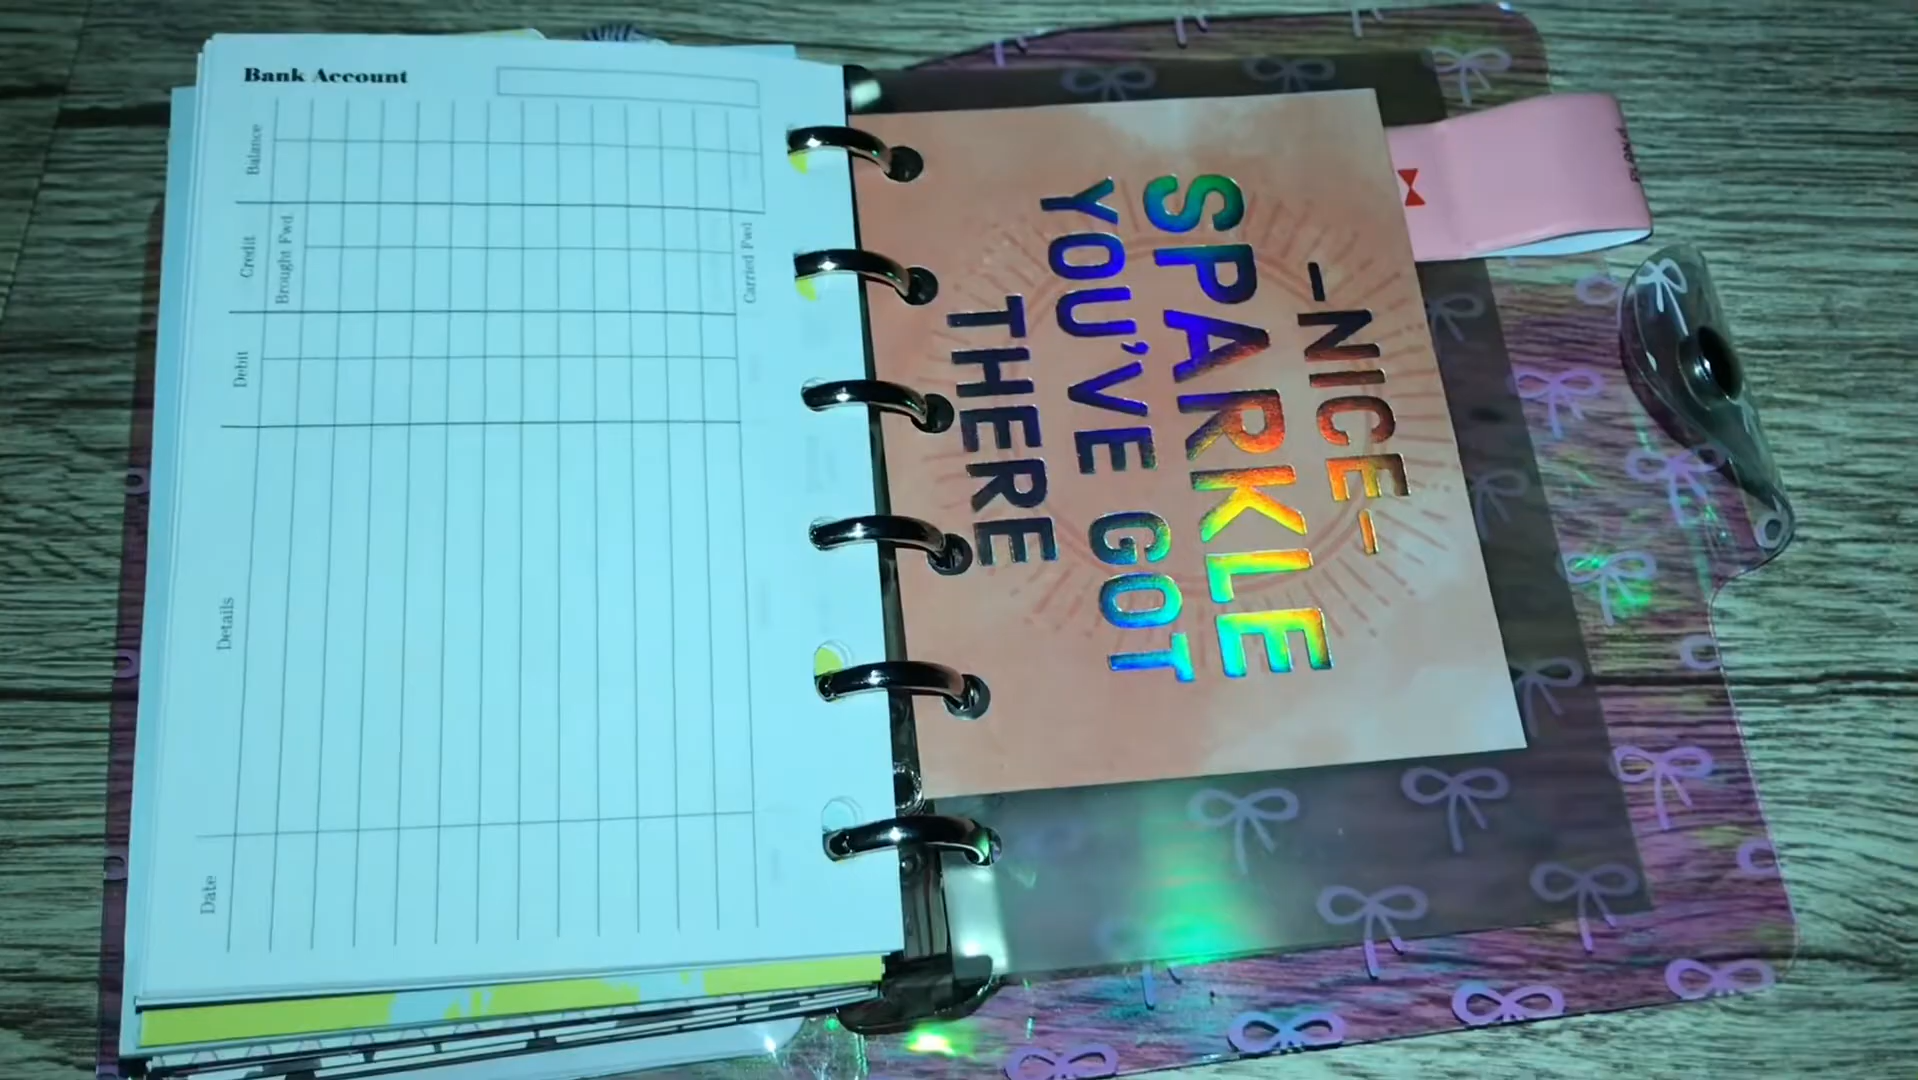 Bank Account
Date
Details
Debit
Credit
Balance
Brought Fwd.
Carried Fwd
–NICE–
SPARKLE
YOU'VE GOT
THERE